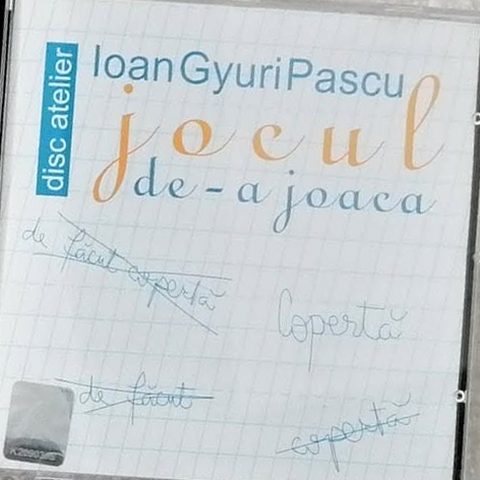 disc atelier
Ioan Gyuri Pascu
jocul
de-a joaca
de făcut copertă
Copertă
de făcut
copertă